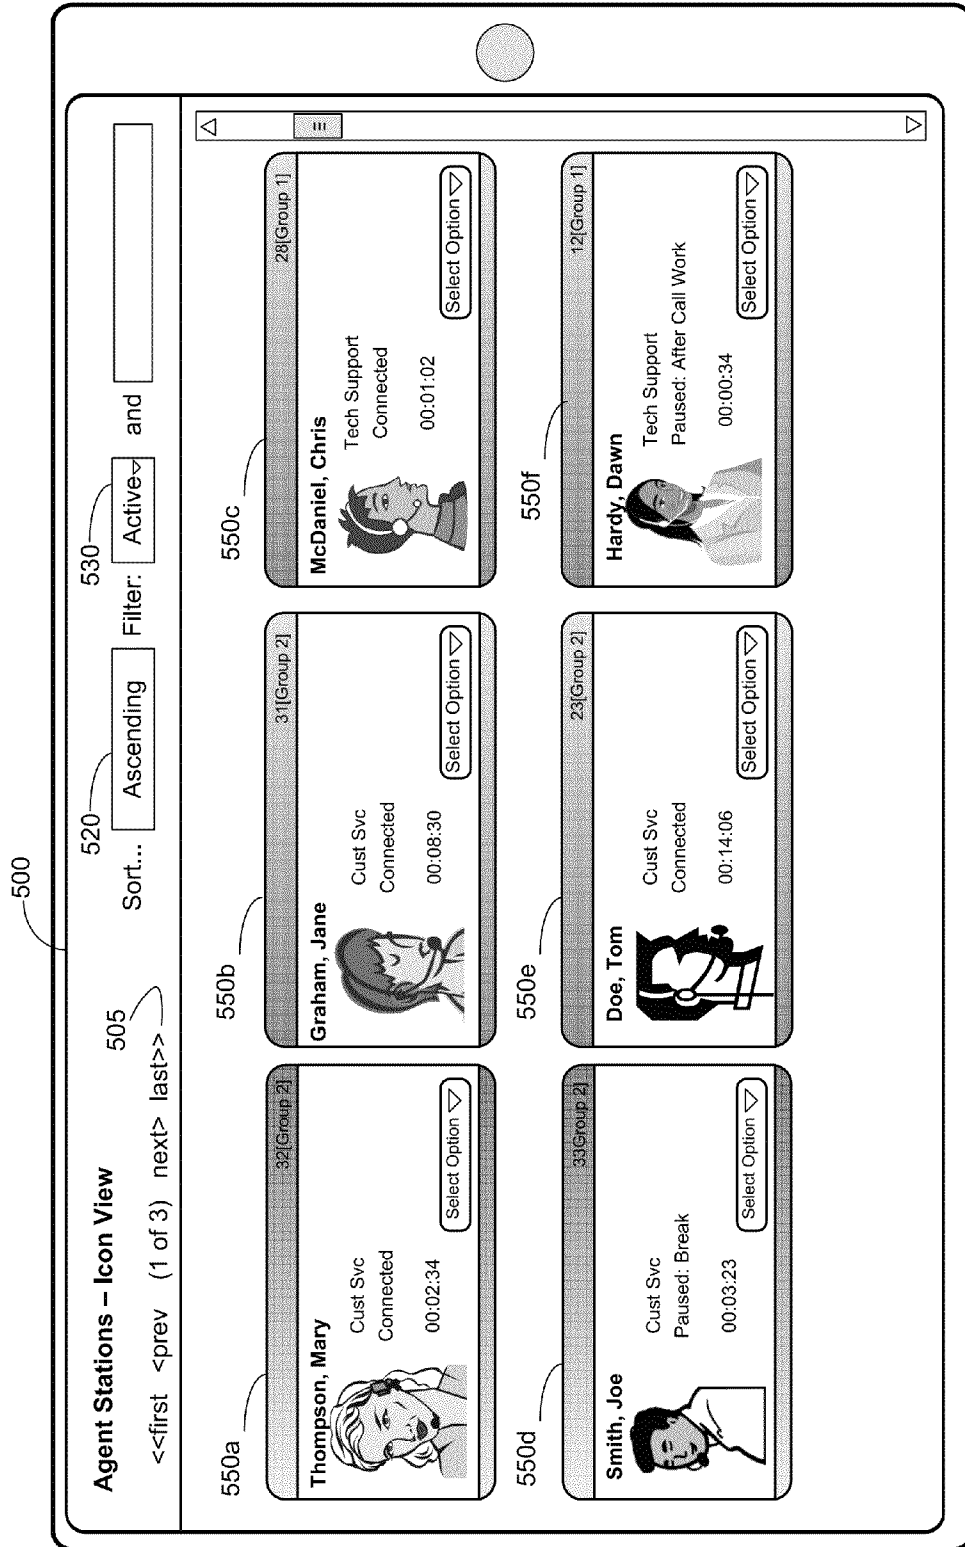 500
Agent Stations – Icon View
505
520
530
<<first <prev (1 of 3) next> last>>
Sort... Ascending Filter: Active and
550a
550b
550c
32[Group 2]
Thompson, Mary
Cust Svc
Connected
00:02:34
Select Option
31[Group 2]
Graham, Jane
Cust Svc
Connected
00:08:30
Select Option
28[Group 1]
McDaniel, Chris
Tech Support
Connected
00:01:02
Select Option
550d
550e
550f
33Group 2]
Smith, Joe
Cust Svc
Paused: Break
00:03:23
Select Option
23[Group 2]
Doe, Tom
Cust Svc
Connected
00:14:06
Select Option
12[Group 1]
Hardy, Dawn
Tech Support
Paused: After Call Work
00:00:34
Select Option